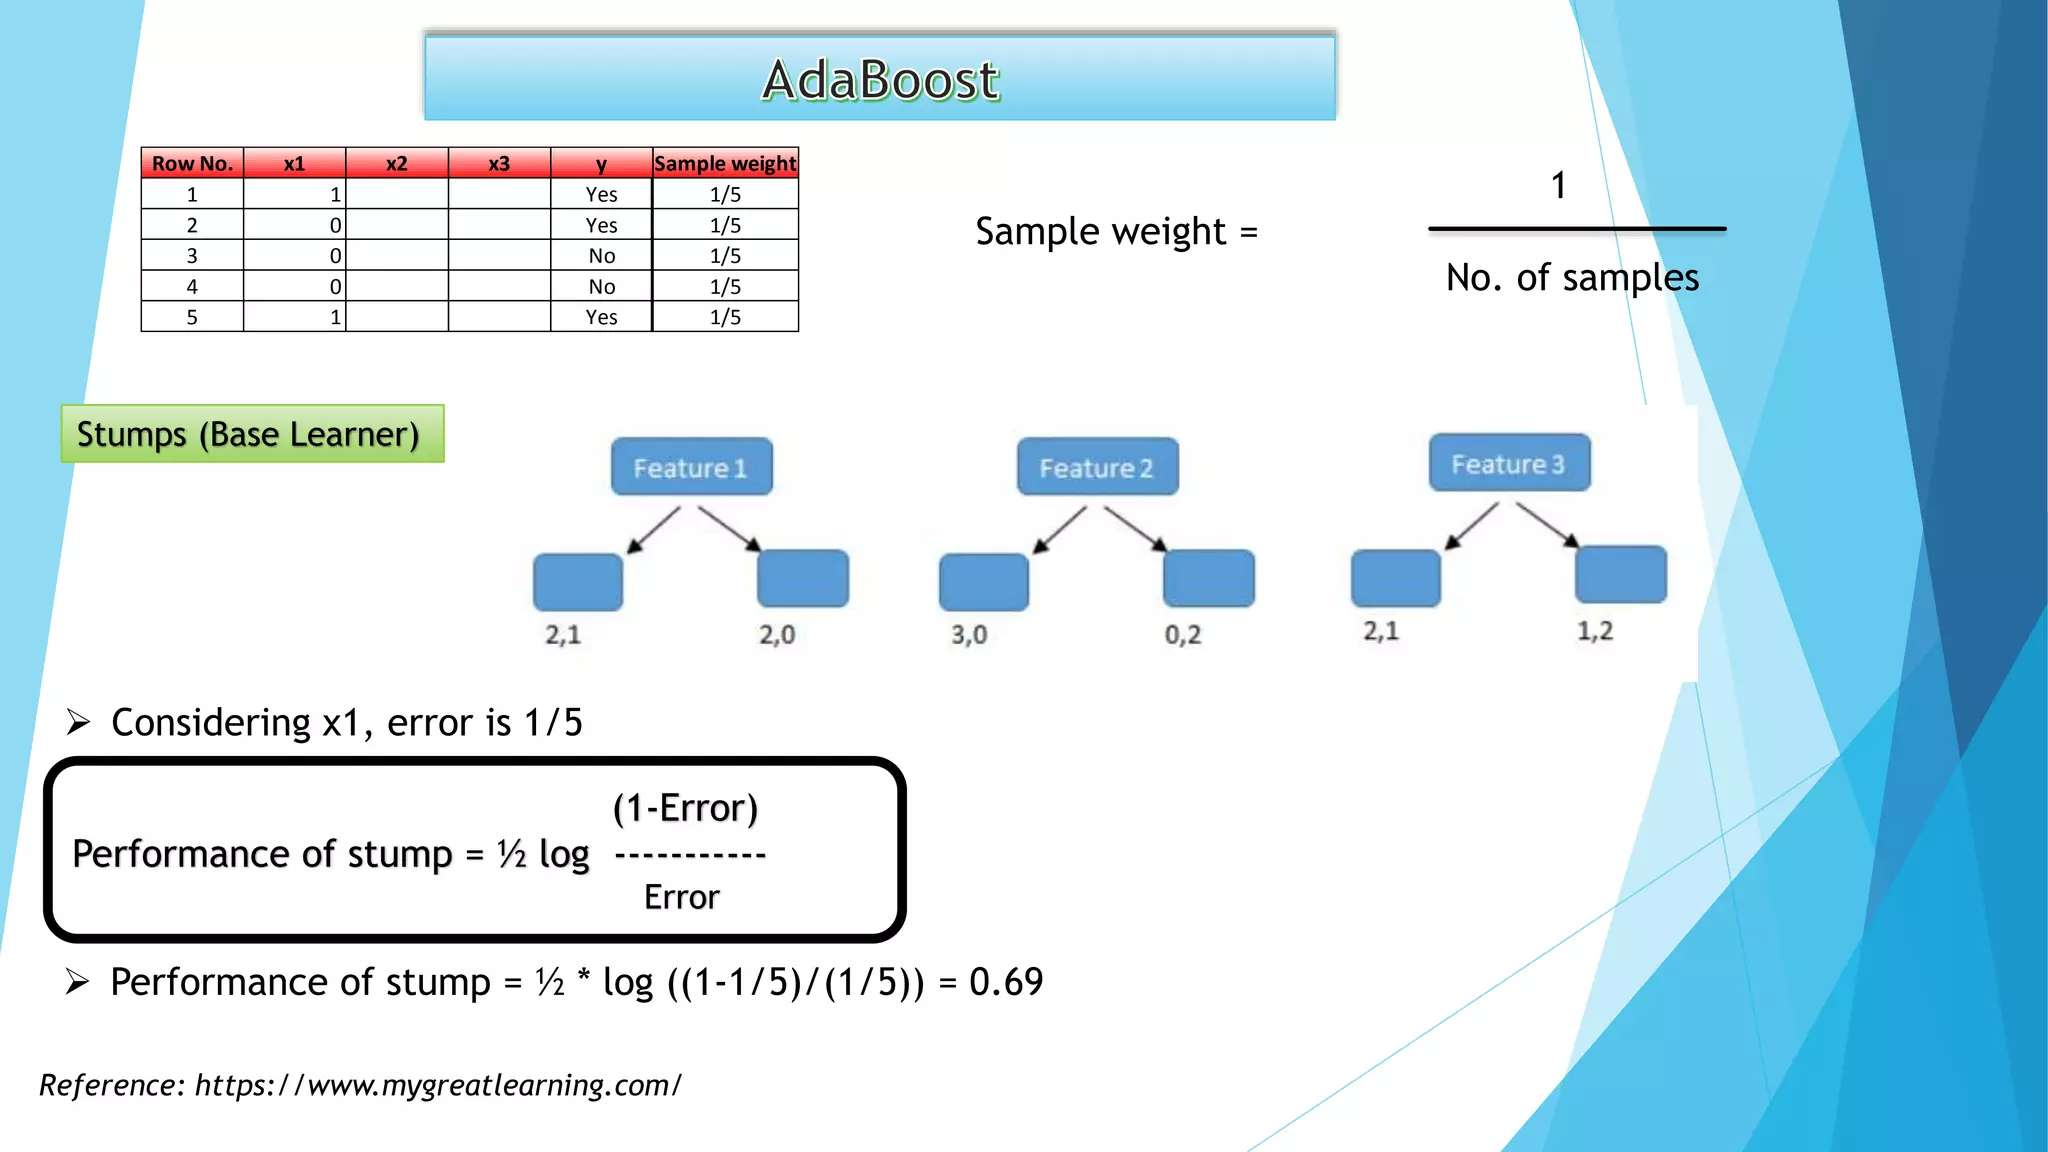 AdaBoost
Row No. x1 x2 x3 y Sample weight
1 1 Yes 1/5
2 0 Yes 1/5
3 0 No 1/5
4 0 No 1/5
5 1 Yes 1/5
1
Sample weight =
No. of samples
Stumps (Base Learner)
Feature 1 Feature 2 Feature 3
2,1 2,0 3,0 0,2 2,1 1,2
➢ Considering x1, error is 1/5
(1-Error)
Performance of stump = ½ log -----------
Error
➢ Performance of stump = ½ * log ((1-1/5)/(1/5)) = 0.69
Reference: https://www.mygreatlearning.com/